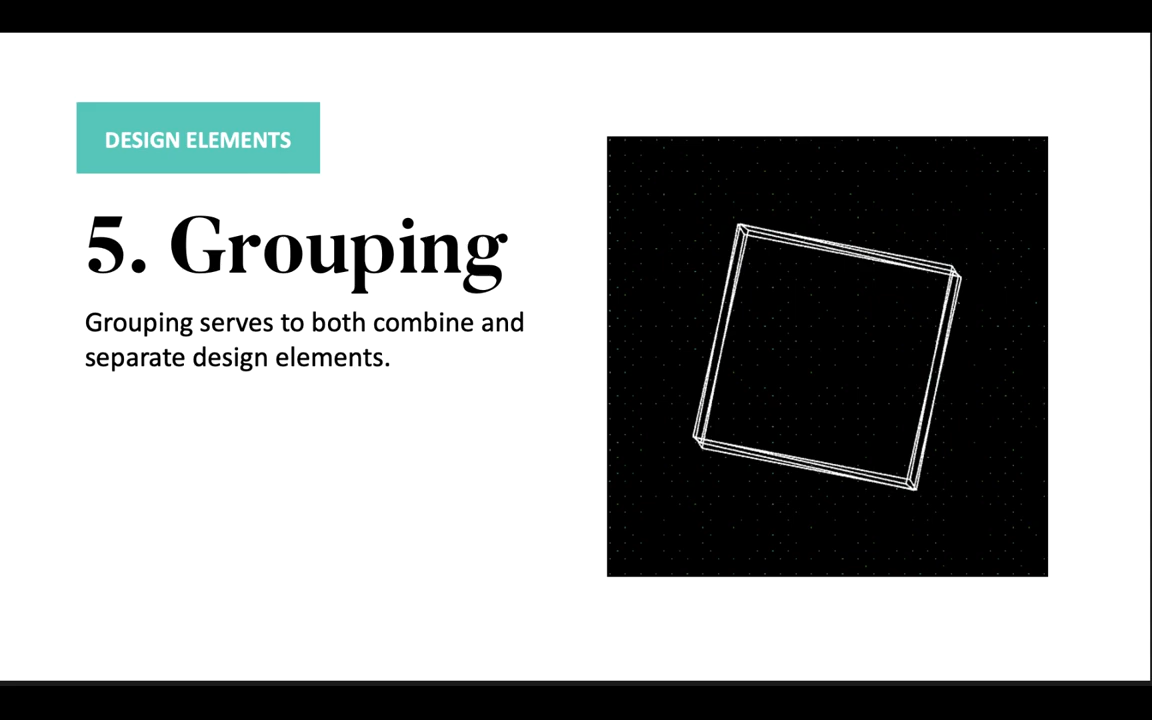 DESIGN ELEMENTS
5. Grouping
Grouping serves to both combine and
separate design elements.